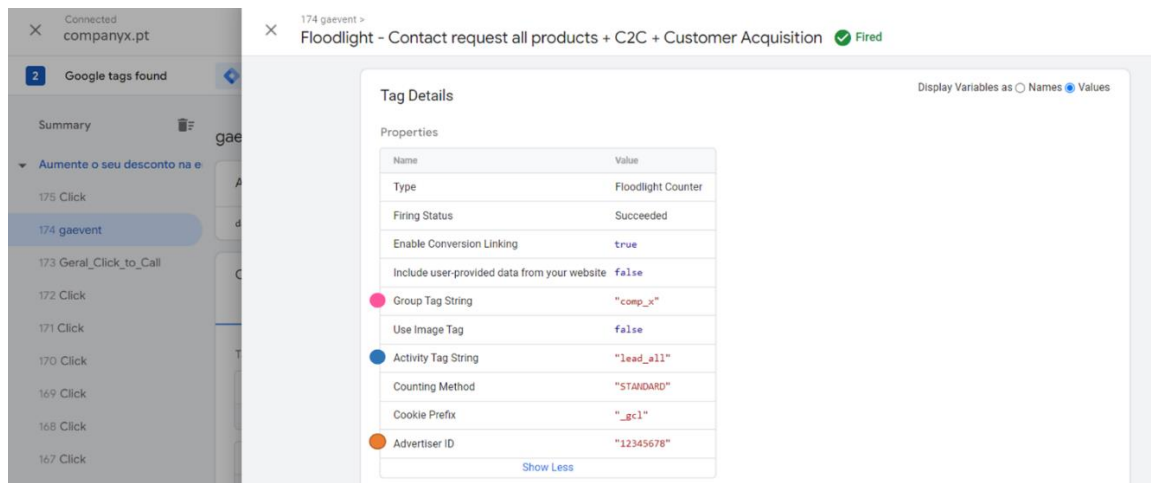 Connected
companyx.pt
2 Google tags found
Summary
gae
Aumente o seu desconto na e
175 Click
174 gaevent
173 Geral_Click_to_Call
172 Click
171 Click
170 Click
169 Click
168 Click
167 Click
174 gaevent >
Floodlight - Contact request all products + C2C + Customer Acquisition Fired
Tag Details
Display Variables as Names Values
Properties
Name Value
Type Floodlight Counter
Firing Status Succeeded
Enable Conversion Linking true
Include user-provided data from your website false
Group Tag String "comp_x"
Use Image Tag false
Activity Tag String "lead_all"
Counting Method "STANDARD"
Cookie Prefix "_gcl"
Advertiser ID "12345678"
Show Less